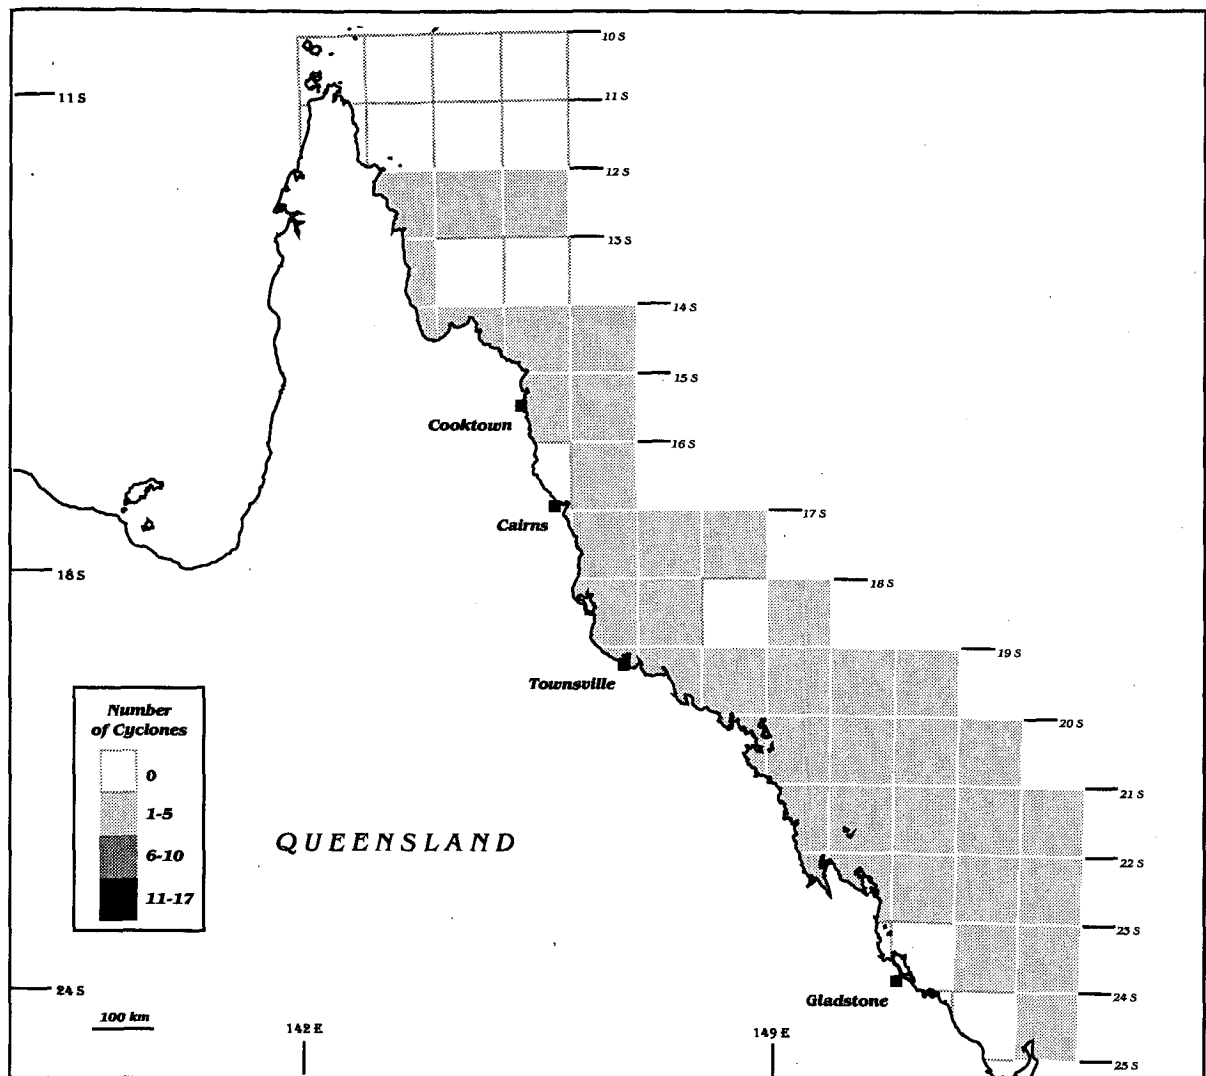 10 S
11 S
11 S
12 S
13 S
14 S
15 S
Cooktown
16 S
Cairns
17 S
18 S
18 S
19 S
Townsville
Number
of Cyclones
0
1-5
6-10
11-17
20 S
21 S
QUEENSLAND
22 S
23 S
24 S
Gladstone
24 S
100 km
142 E
149 E
25 S